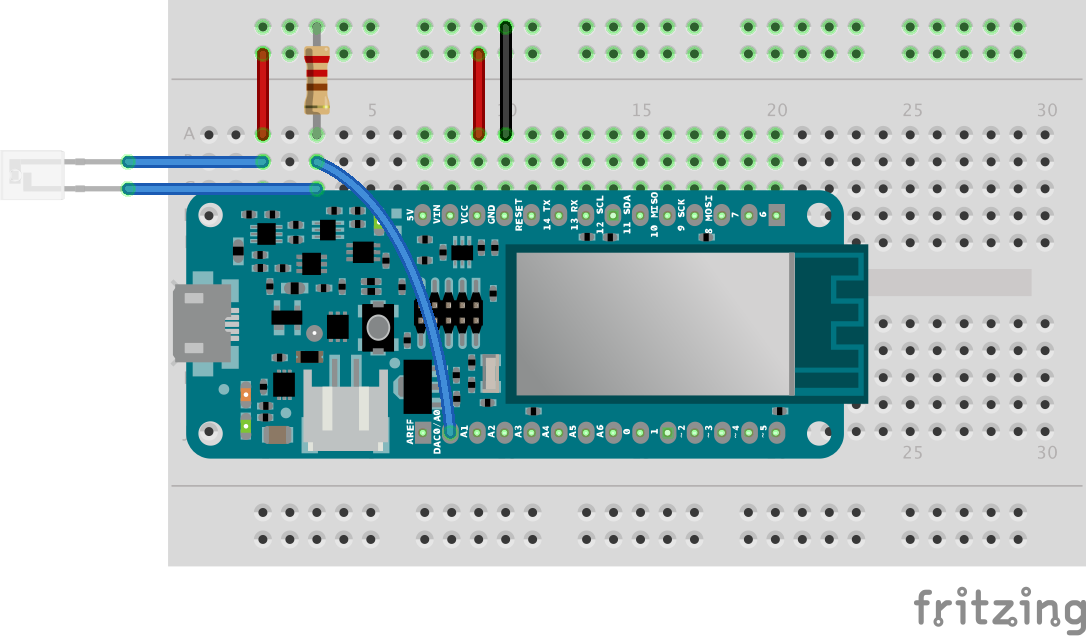 5 10 15 20 25 30
A
5V VIN VCC GND RESET 14 TX 13 RX 12 SCL 11 SDA 10 MISO 9 SCK 8 MOSI 7 6
AREF DAC0/A0 A1 A2 A3 A4 A5 A6 0 1 ~2 ~3 ~4 ~5
25 30
fritzing